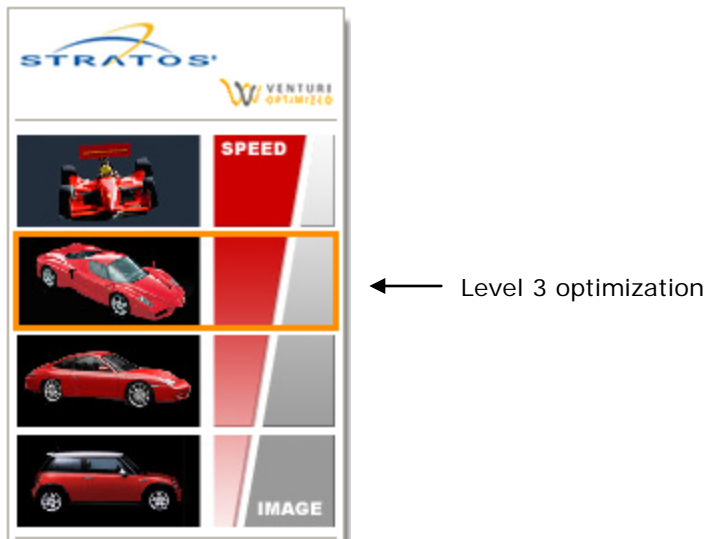 STRATOS®
VENTURI
OPTIMIZED
SPEED
Level 3 optimization
IMAGE